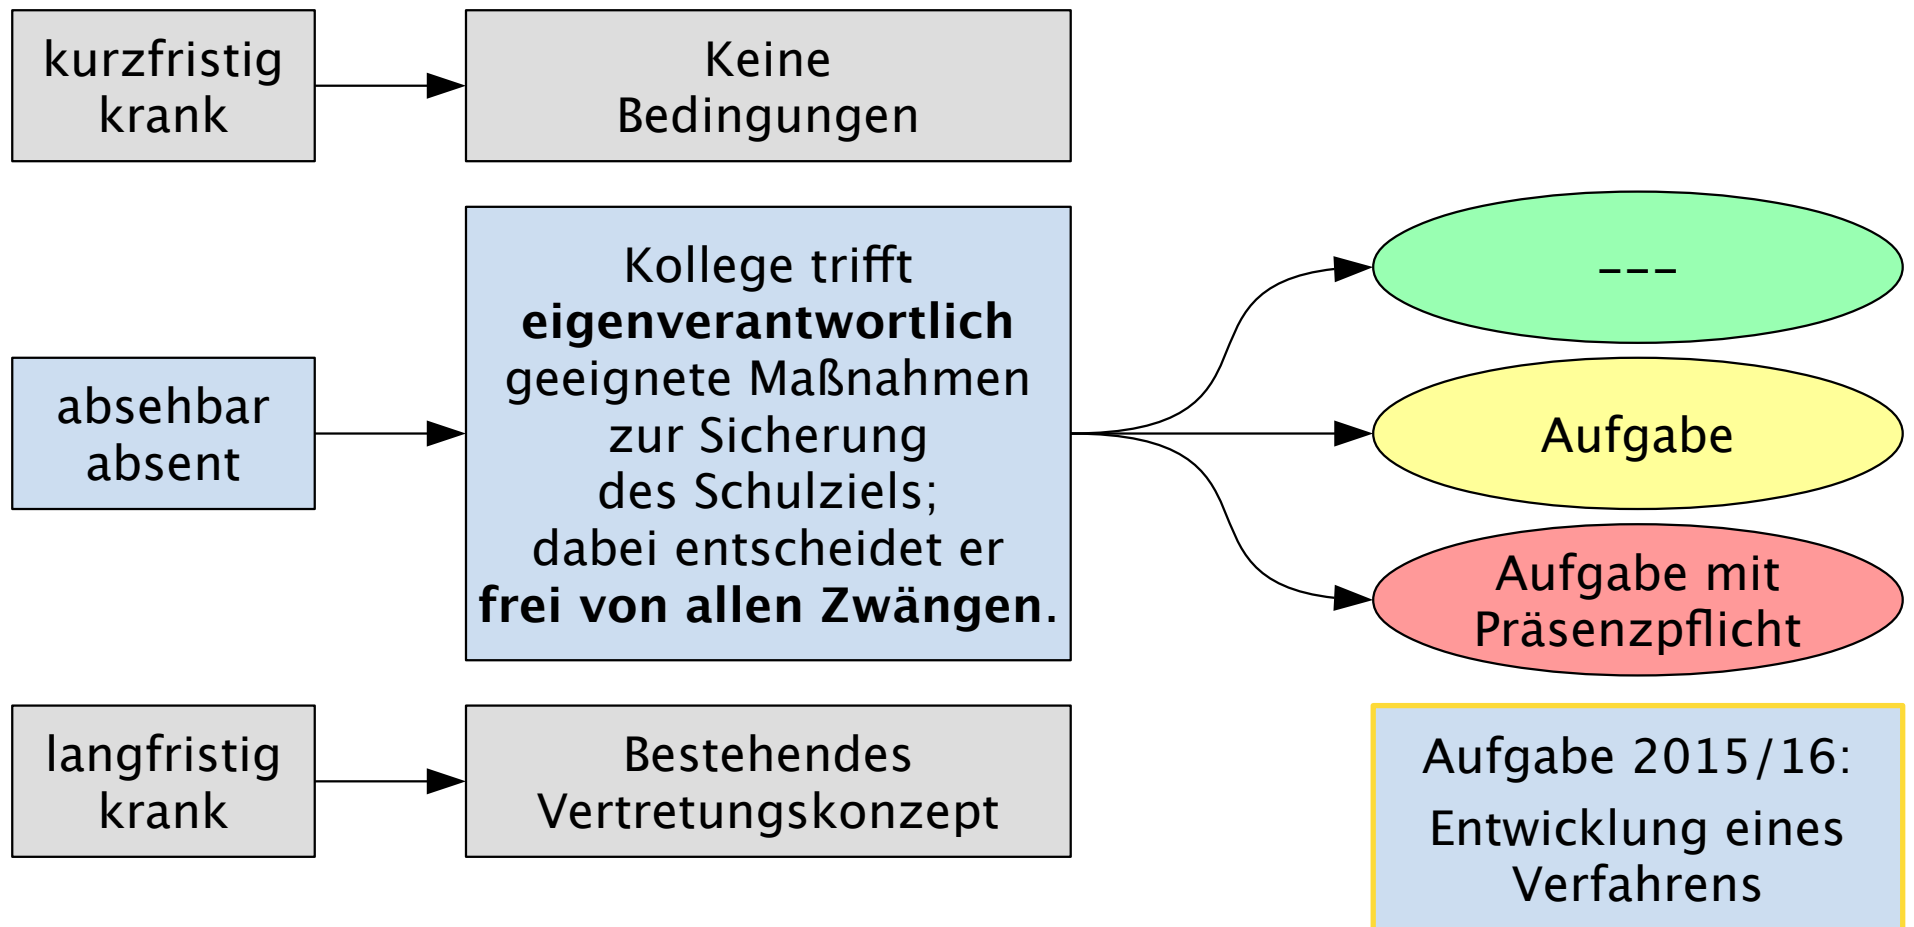 kurzfristig
krank
Keine
Bedingungen
absehbar
absent
Kollege trifft
eigenverantwortlich
geeignete Maßnahmen
zur Sicherung
des Schulziels;
dabei entscheidet er
frei von allen Zwängen.
---
Aufgabe
Aufgabe mit
Präsenzpflicht
langfristig
krank
Bestehendes
Vertretungskonzept
Aufgabe 2015/16:
Entwicklung eines
Verfahrens